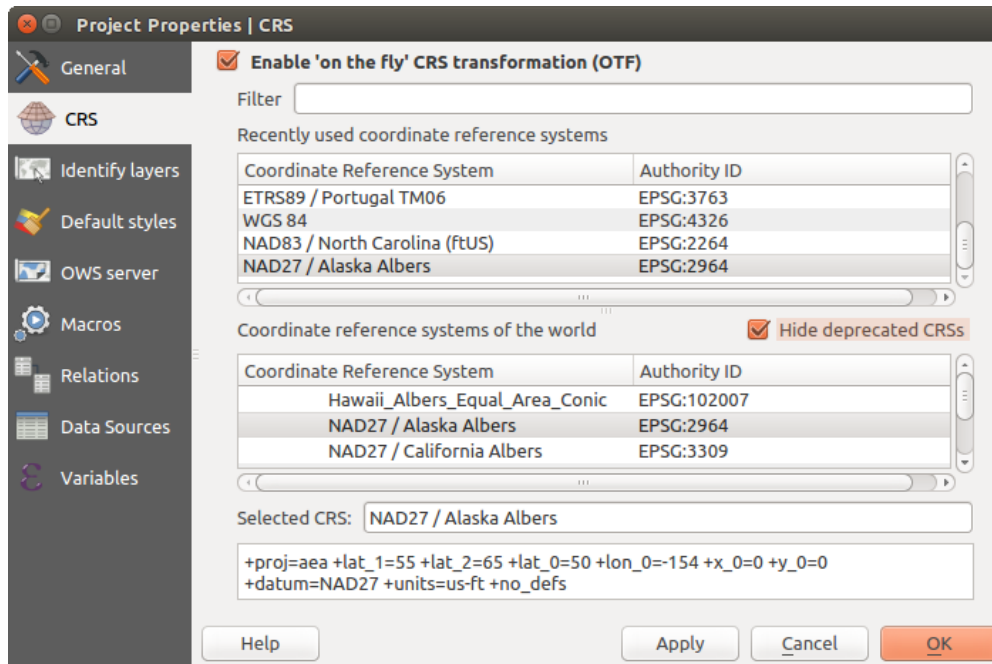 Project Properties | CRS
General
CRS
Identify layers
Default styles
OWS server
Macros
Relations
Data Sources
Variables
Enable 'on the fly' CRS transformation (OTF)
Filter
Recently used coordinate reference systems
Coordinate Reference System Authority ID
ETRS89 / Portugal TM06 EPSG:3763
WGS 84 EPSG:4326
NAD83 / North Carolina (ftUS) EPSG:2264
NAD27 / Alaska Albers EPSG:2964
Coordinate reference systems of the world Hide deprecated CRSs
Coordinate Reference System Authority ID
Hawaii_Albers_Equal_Area_Conic EPSG:102007
NAD27 / Alaska Albers EPSG:2964
NAD27 / California Albers EPSG:3309
Selected CRS: NAD27 / Alaska Albers
+proj=aea +lat_1=55 +lat_2=65 +lat_0=50 +lon_0=-154 +x_0=0 +y_0=0
+datum=NAD27 +units=us-ft +no_defs
Help Apply Cancel OK